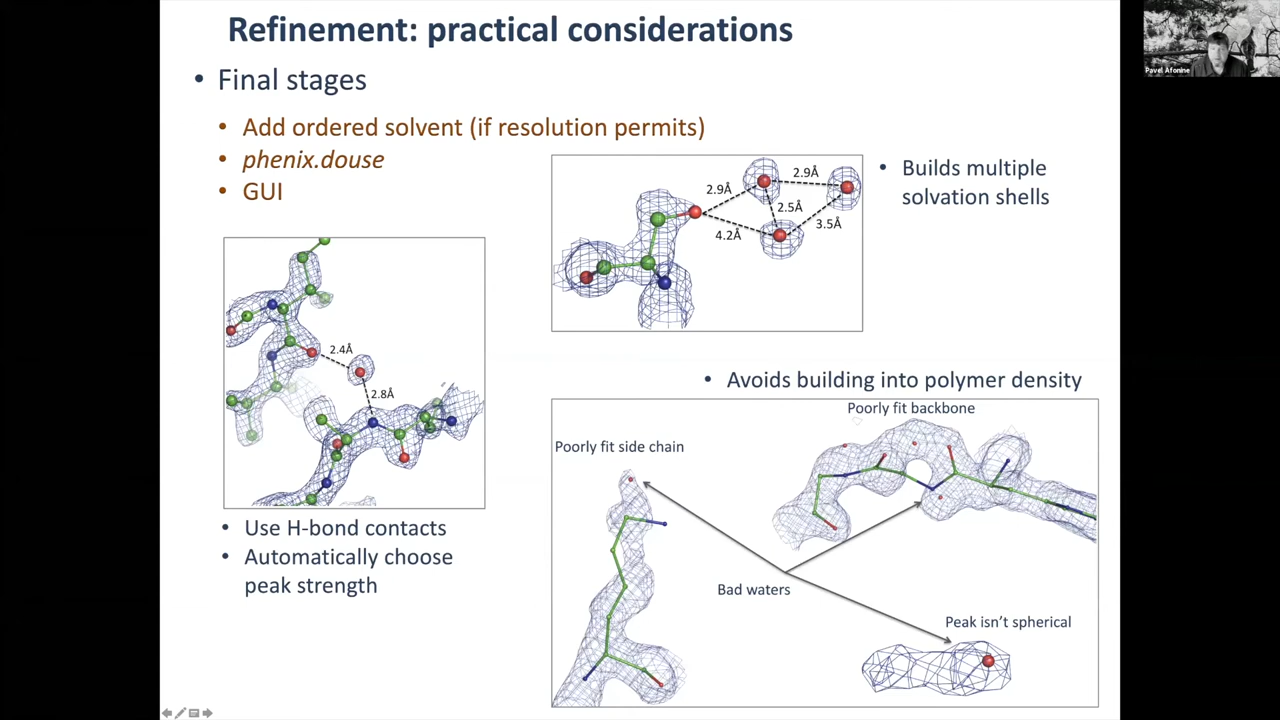 Refinement: practical considerations
• Final stages
• Add ordered solvent (if resolution permits)
• phenix.douse
• GUI
2.9Å
2.9Å
2.5Å
4.2Å
3.5Å
• Builds multiple
solvation shells
2.4Å
2.8Å
• Use H-bond contacts
• Automatically choose
peak strength
• Avoids building into polymer density
Poorly fit backbone
Poorly fit side chain
Bad waters
Peak isn't spherical
Pavel Afonine